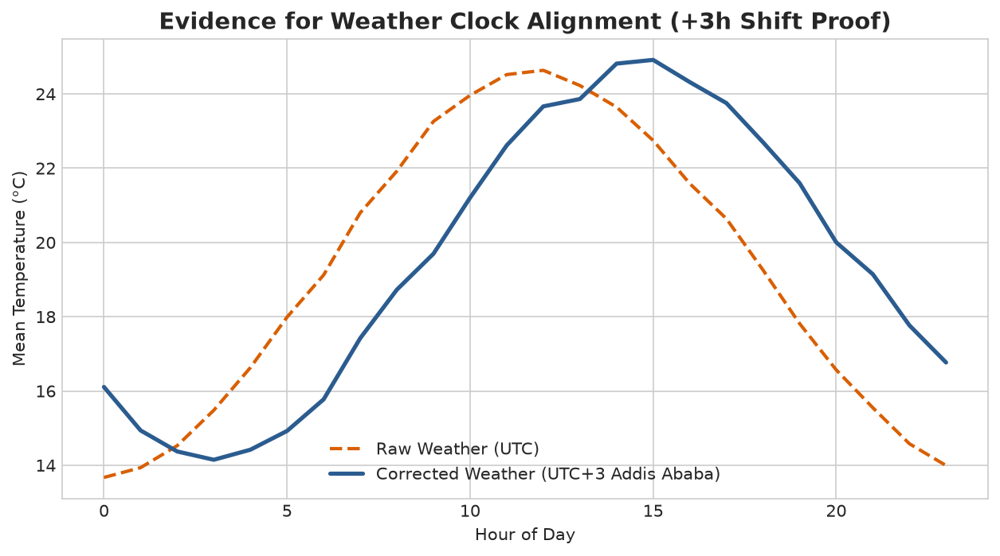 Evidence for Weather Clock Alignment (+3h Shift Proof)
Mean Temperature (°C)
24
22
20
18
16
14
Raw Weather (UTC)
Corrected Weather (UTC+3 Addis Ababa)
0 5 10 15 20
Hour of Day